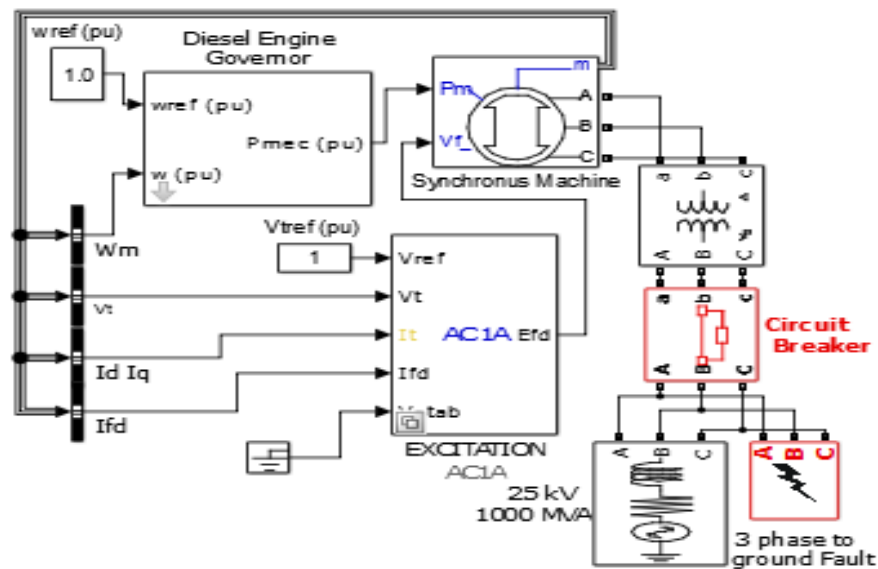 wref (pu)
1.0
Diesel Engine
Governor
wref (pu)
Pmec (pu)
w (pu)
m
Pm
Vf_
A
B
C
Synchronus Machine
a b c
A B C
Wm
Vt
Id Iq
Ifd
Vtref (pu)
1
Vref
Vt
It
AC1A
Efd
Ifd
tab
EXCITATION
AC1A
a b c
A B C
Circuit
Breaker
A B C
A B C
25 kV
1000 MVA
3 phase to
ground Fault